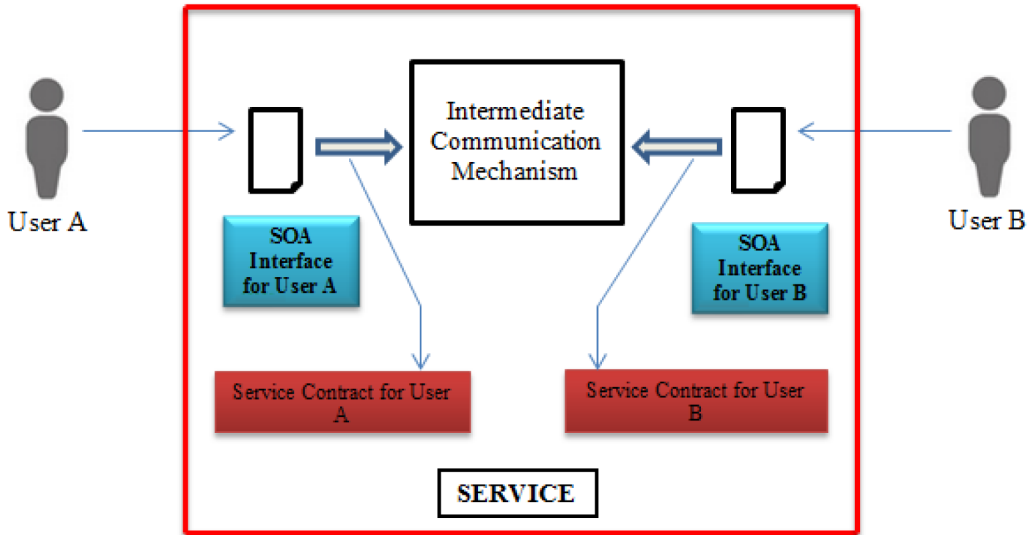 Intermediate
Communication
Mechanism
User A
User B
SOA
Interface
for User A
SOA
Interface
for User B
Service Contract for User
A
Service Contract for User
B
SERVICE